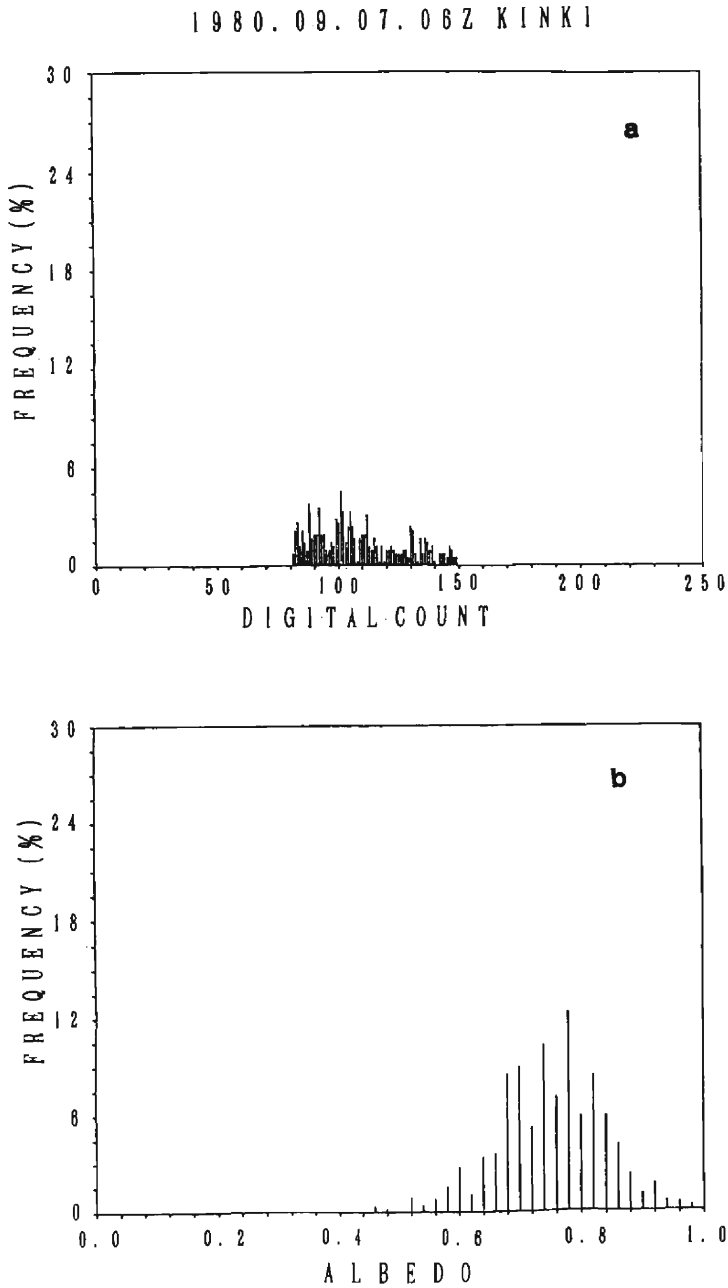 1980.09.07.06Z KINKI
30
a
24
18
12
6
0
FREQUENCY(%)
0 50 100 150 200 250
DIGITAL COUNT
30
b
24
18
12
6
0
FREQUENCY (%)
0.0 0.2 0.4 0.6 0.8 1.0
ALBEDO